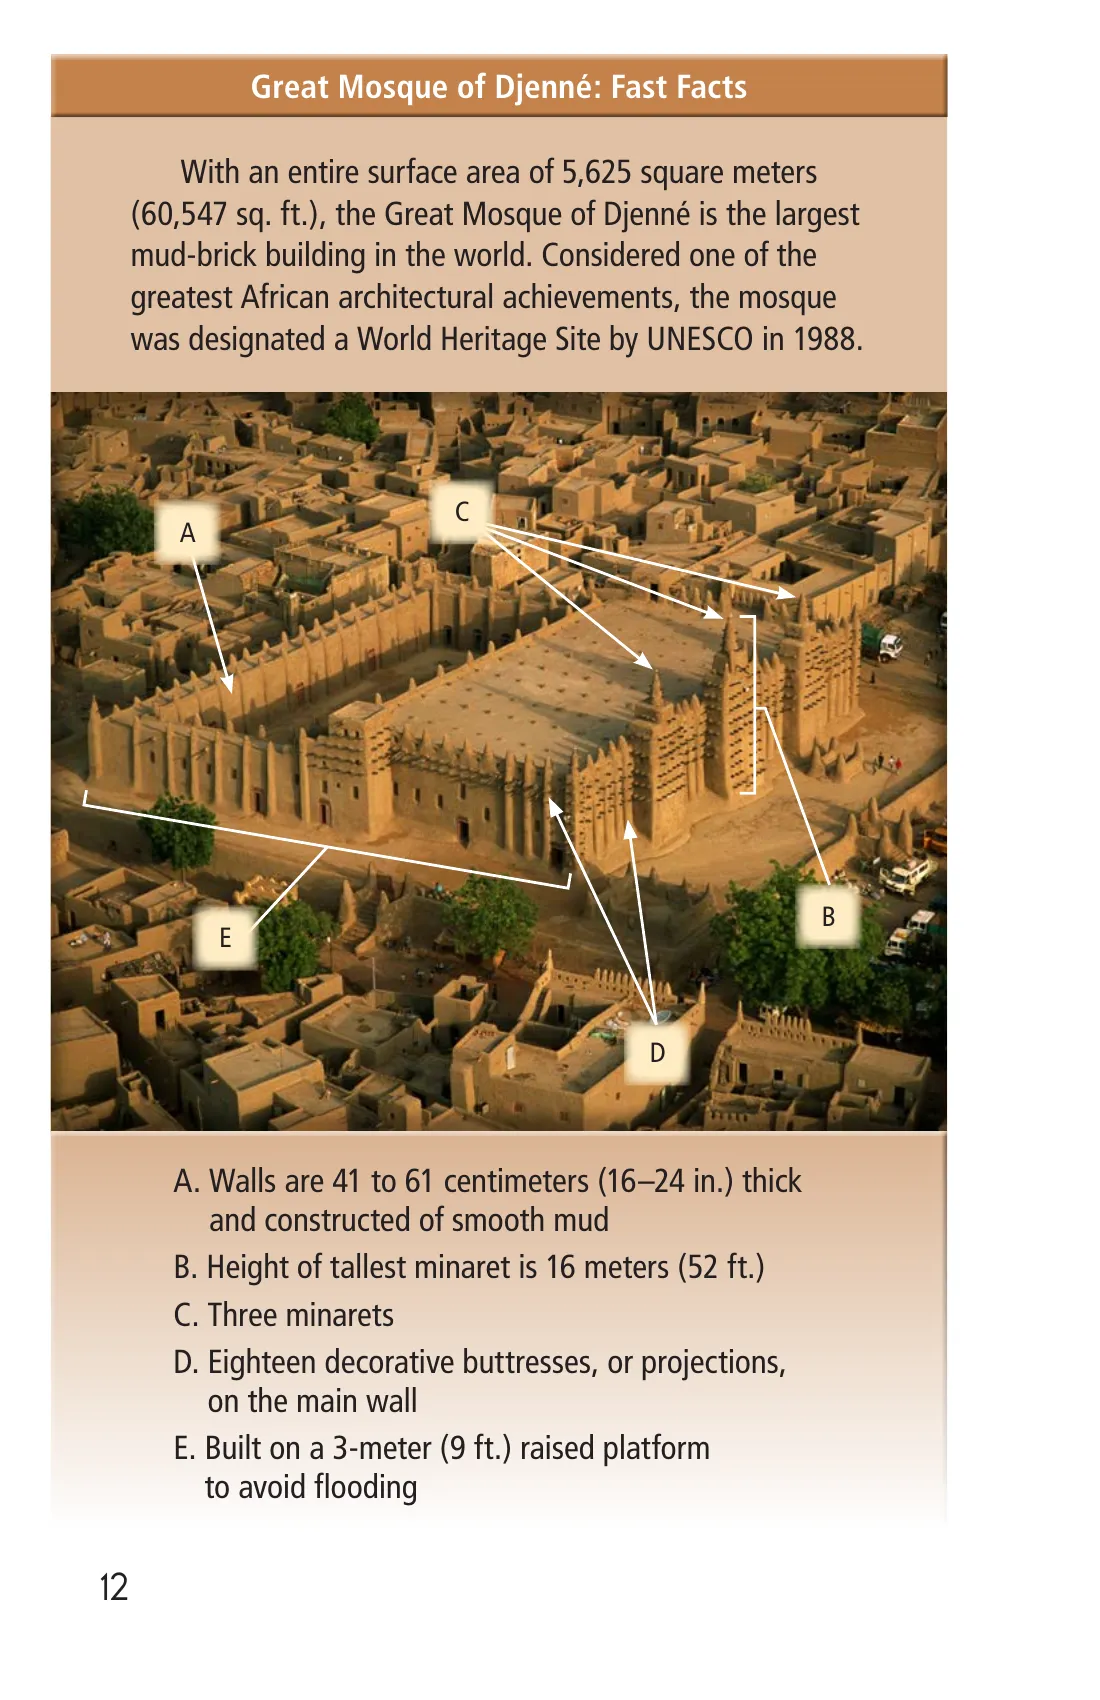 Great Mosque of Djenné: Fast Facts
With an entire surface area of 5,625 square meters
(60,547 sq. ft.), the Great Mosque of Djenné is the largest
mud-brick building in the world. Considered one of the
greatest African architectural achievements, the mosque
was designated a World Heritage Site by UNESCO in 1988.
A
C
B
E
D
A. Walls are 41 to 61 centimeters (16–24 in.) thick
and constructed of smooth mud
B. Height of tallest minaret is 16 meters (52 ft.)
C. Three minarets
D. Eighteen decorative buttresses, or projections,
on the main wall
E. Built on a 3-meter (9 ft.) raised platform
to avoid flooding
12